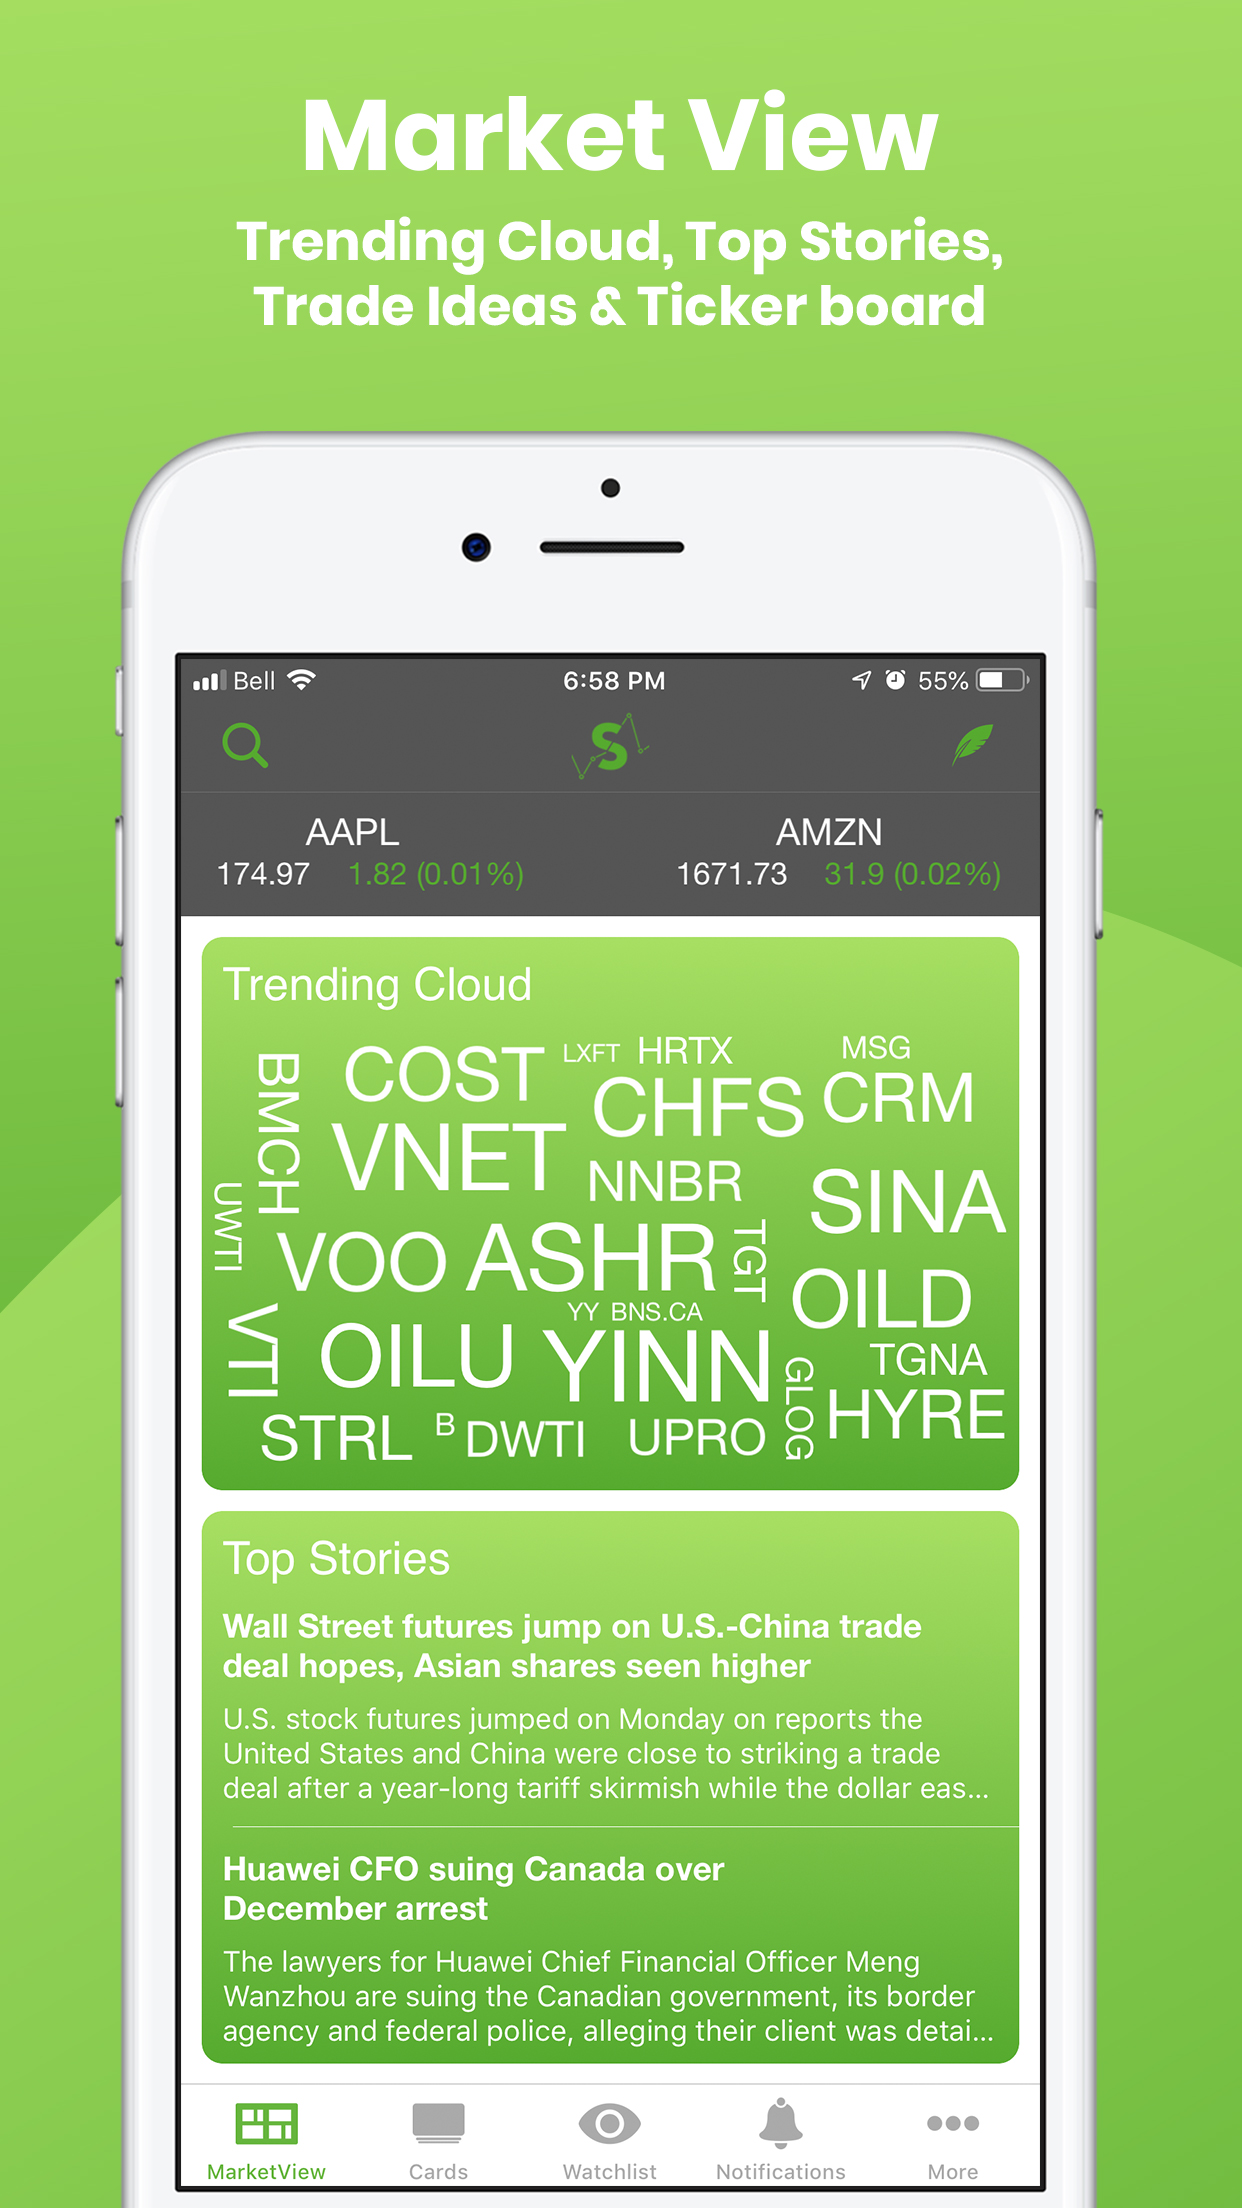 Market View
Trending Cloud, Top Stories,
Trade Ideas & Ticker board
Bell 6:58 PM 55%
S
AAPL AMZN
174.97 1.82 (0.01%) 1671.73 31.9 (0.02%)
Trending Cloud
BMCH
COST
LXFT
HRTX
MSG
CHFS
CRM
VNET
NNBR
SINA
UWTI
VOO
ASHR
TGT
OILD
YY
BNS.CA
VTI
OILU
YINN
GLOG
TGNA
HYRE
STRL
B
DWTI
UPRO
Top Stories
Wall Street futures jump on U.S.-China trade
deal hopes, Asian shares seen higher
U.S. stock futures jumped on Monday on reports the
United States and China were close to striking a trade
deal after a year-long tariff skirmish while the dollar eas...
Huawei CFO suing Canada over
December arrest
The lawyers for Huawei Chief Financial Officer Meng
Wanzhou are suing the Canadian government, its border
agency and federal police, alleging their client was detai...
MarketView Cards Watchlist Notifications More